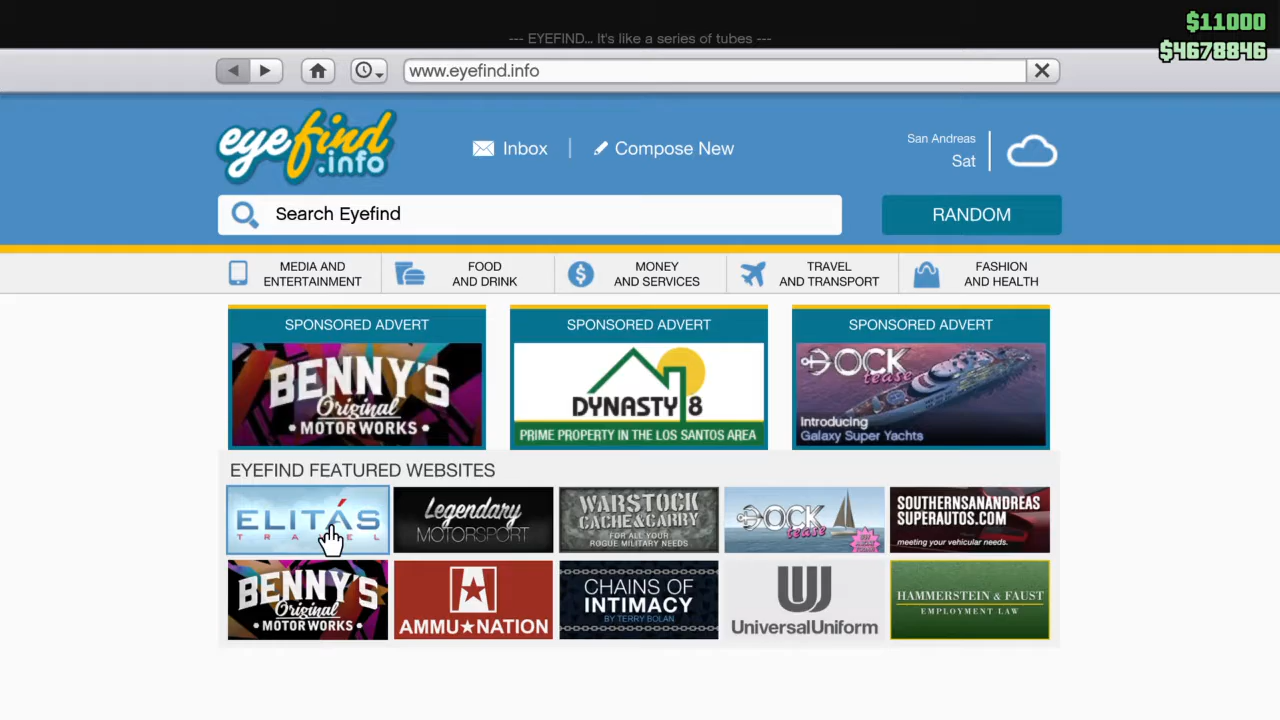 $11000
--- EYEFIND... It's like a series of tubes ---
$4678846
www.eyefind.info
eyefind.info
Inbox
Compose New
San Andreas
Sat
Search Eyefind
RANDOM
MEDIA AND ENTERTAINMENT
FOOD AND DRINK
MONEY AND SERVICES
TRAVEL AND TRANSPORT
FASHION AND HEALTH
SPONSORED ADVERT
BENNY'S
Original
• MOTORWORKS •
SPONSORED ADVERT
DYNASTY 8
PRIME PROPERTY IN THE LOS SANTOS AREA
SPONSORED ADVERT
DOCK
tease
Introducing
Galaxy Super Yachts
EYEFIND FEATURED WEBSITES
ELITÁS
TRAVEL
Legendary
MOTORSPORT
WARSTOCK
CACHE&CARRY
FOR ALL YOUR
ROGUE MILITARY NEEDS
DOCK
tease
SOUTHERNSANANDREAS
SUPERAUTOS.COM
meeting your vehicular needs.
BENNY'S
Original
• MOTORWORKS •
AMMU★NATION
CHAINS OF
INTIMACY
BY TERRY BOLAN
UniversalUniform
HAMMERSTEIN & FAUST
EMPLOYMENT LAW